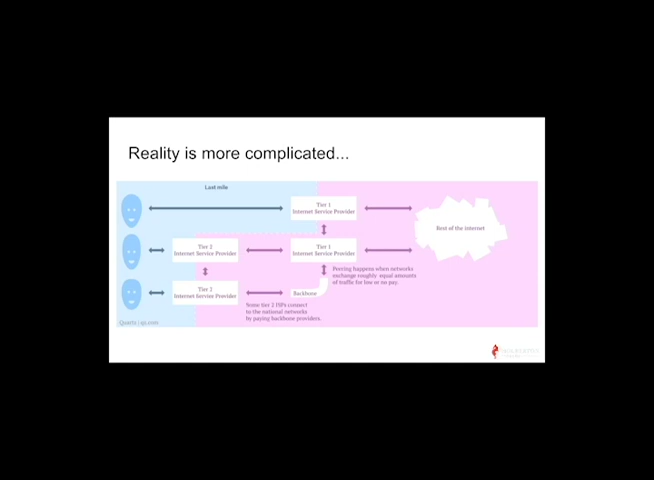 Reality is more complicated...
Last mile
Tier 1
Internet Service Provider
Rest of the internet
Tier 2
Internet Service Provider
Tier 1
Internet Service Provider
Peering happens when networks
exchange roughly equal amounts
of traffic for low or no pay.
Tier 2
Internet Service Provider
Backbone
Some tier 2 ISPs connect
to the national networks
by paying backbone providers.
Quartz | qz.com